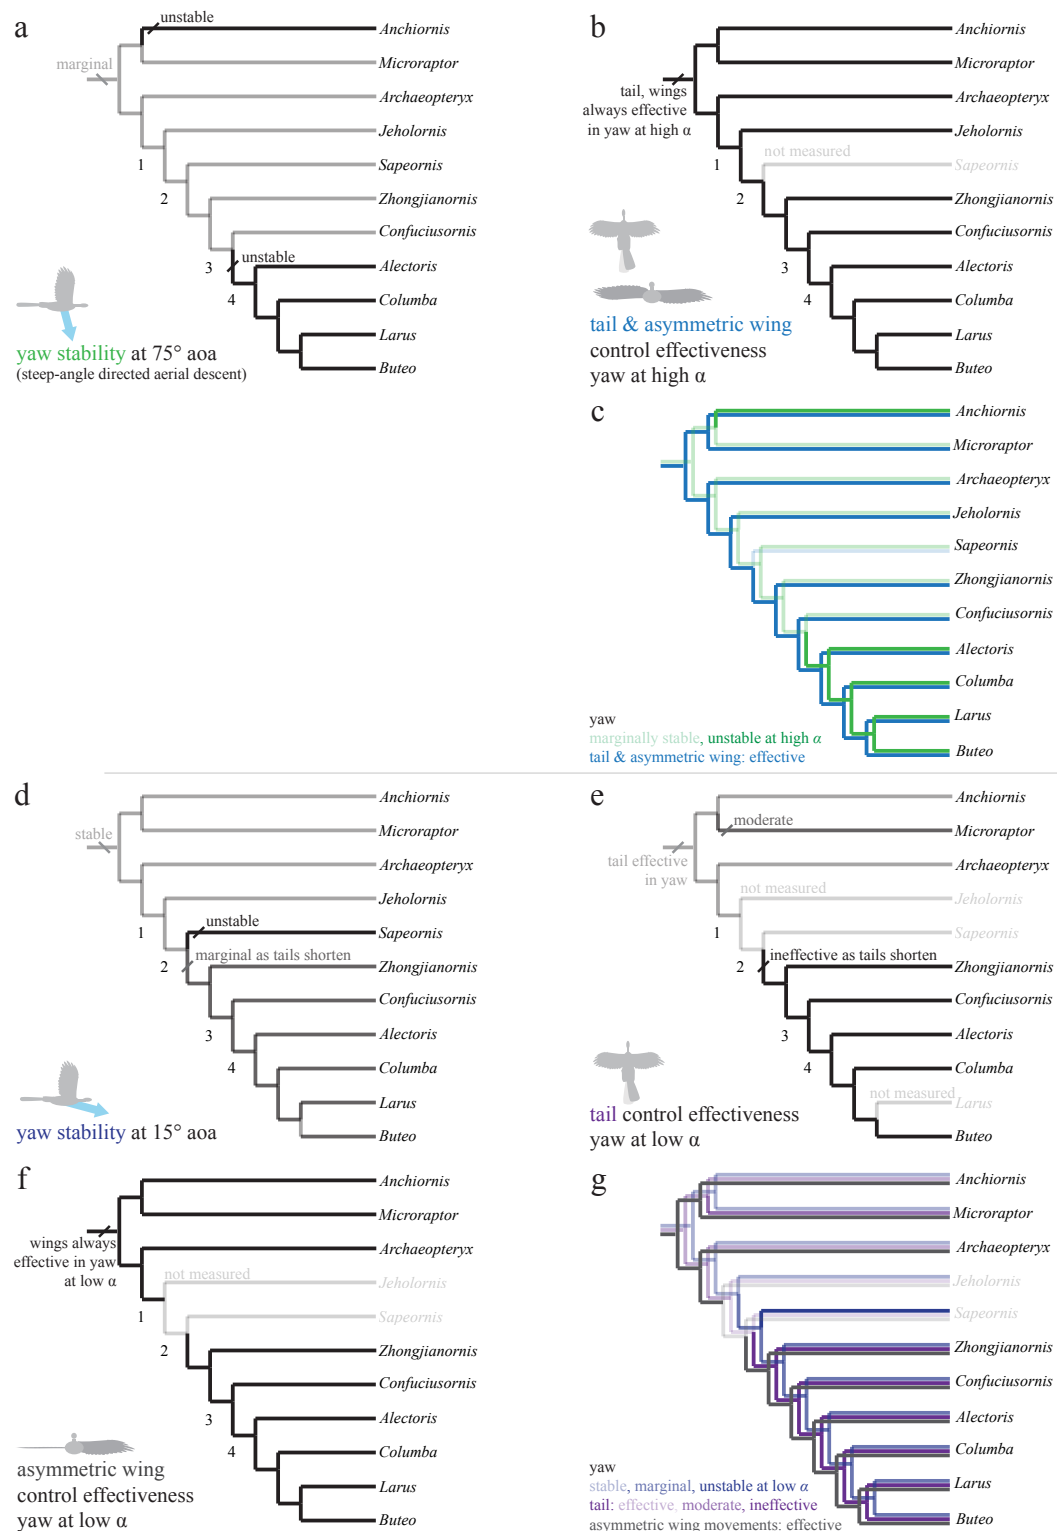 a
unstable
Anchiornis
marginal
Microraptor
Archaeopteryx
Jeholornis
1
Sapeornis
2
Zhongjianornis
Confuciusornis
3
unstable
Alectoris
4
Columba
Larus
Buteo
yaw stability at 75° aoa
(steep-angle directed aerial descent)
b
Anchiornis
Microraptor
tail, wings
always effective
in yaw at high α
Archaeopteryx
Jeholornis
1
not measured
Sapeornis
2
Zhongjianornis
Confuciusornis
3
Alectoris
4
Columba
Larus
Buteo
tail & asymmetric wing
control effectiveness
yaw at high α
c
Anchiornis
Microraptor
Archaeopteryx
Jeholornis
Sapeornis
Zhongjianornis
Confuciusornis
Alectoris
Columba
Larus
Buteo
yaw
marginally stable, unstable at high α
tail & asymmetric wing: effective
d
Anchiornis
stable
Microraptor
Archaeopteryx
Jeholornis
1
unstable
Sapeornis
2
marginal as tails shorten
Zhongjianornis
Confuciusornis
3
Alectoris
4
Columba
Larus
Buteo
yaw stability at 15° aoa
e
Anchiornis
moderate
Microraptor
tail effective
in yaw
Archaeopteryx
not measured
Jeholornis
1
Sapeornis
2
ineffective as tails shorten
Zhongjianornis
Confuciusornis
3
Alectoris
4
Columba
not measured
Larus
Buteo
tail control effectiveness
yaw at low α
f
Anchiornis
Microraptor
wings always
effective in yaw
at low α
Archaeopteryx
not measured
Jeholornis
1
Sapeornis
2
Zhongjianornis
Confuciusornis
3
Alectoris
4
Columba
Larus
Buteo
asymmetric wing
control effectiveness
yaw at low α
g
Anchiornis
Microraptor
Archaeopteryx
Jeholornis
Sapeornis
Zhongjianornis
Confuciusornis
Alectoris
Columba
Larus
Buteo
yaw
stable, marginal, unstable at low α
tail: effective, moderate, ineffective
asymmetric wing movements: effective